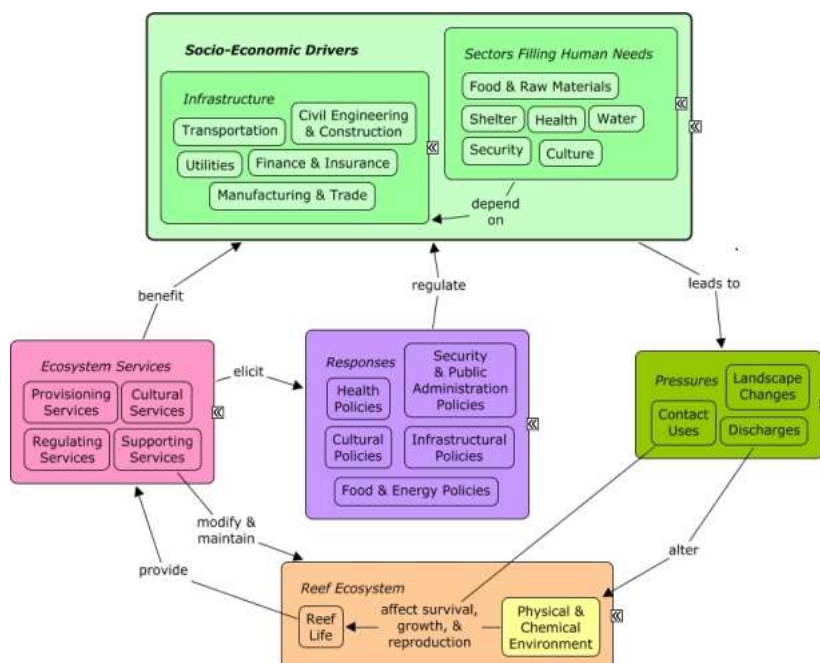 Socio-Economic Drivers
Sectors Filling Human Needs
Infrastructure
Transportation
Civil Engineering
& Construction
Utilities
Finance & Insurance
Manufacturing & Trade
Food & Raw Materials
Shelter
Health
Water
Security
Culture
depend
on
benefit
regulate
leads to
Ecosystem Services
Provisioning
Services
Cultural
Services
Regulating
Services
Supporting
Services
elicit
Responses
Security
& Public
Administration
Policies
Health
Policies
Cultural
Policies
Infrastructural
Policies
Food & Energy Policies
Pressures
Landscape
Changes
Contact
Uses
Discharges
modify &
maintain
provide
alter
Reef Ecosystem
Reef
Life
affect survival,
growth, &
reproduction
Physical &
Chemical
Environment